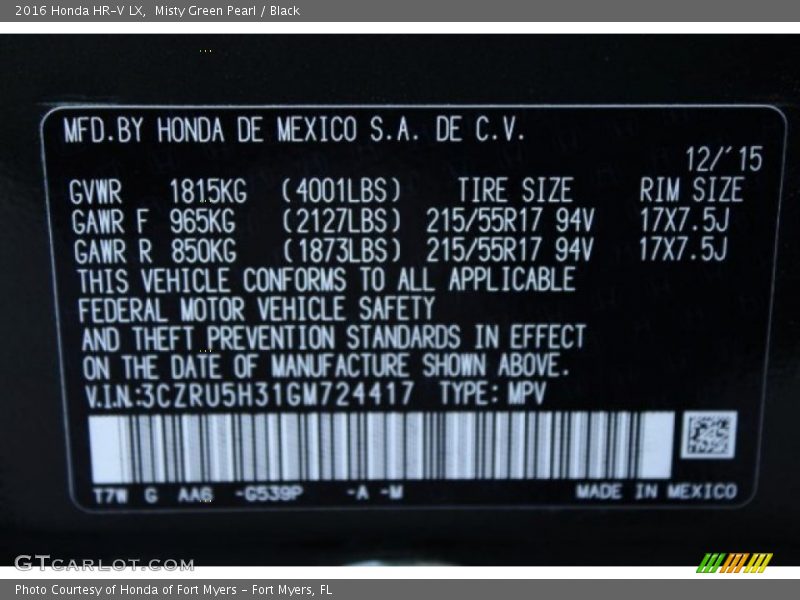 2016 Honda HR-V LX,  Misty Green Pearl / Black
MFD.BY HONDA DE MEXICO S.A. DE C.V.
12/´15
GVWR 1815KG (4001LBS) TIRE SIZE RIM SIZE
GAWR F 965KG (2127LBS) 215/55R17 94V 17X7.5J
GAWR R 850KG (1873LBS) 215/55R17 94V 17X7.5J
THIS VEHICLE CONFORMS TO ALL APPLICABLE
FEDERAL MOTOR VEHICLE SAFETY
AND THEFT PREVENTION STANDARDS IN EFFECT
ON THE DATE OF MANUFACTURE SHOWN ABOVE.
V.I.N.:3CZRU5H31GM724417 TYPE: MPV
T7W G AA6 -G539P -A -M MADE IN MEXICO
GTCARLOT.COM
Photo Courtesy of Honda of Fort Myers - Fort Myers, FL